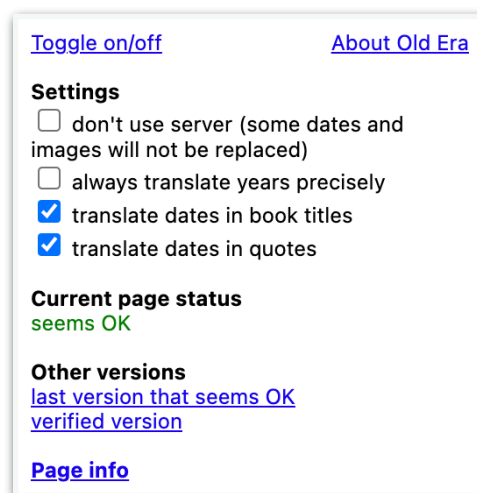 Toggle on/off About Old Era
Settings
don't use server (some dates and
images will not be replaced)
always translate years precisely
translate dates in book titles
translate dates in quotes
Current page status
seems OK
Other versions
last version that seems OK
verified version
Page info